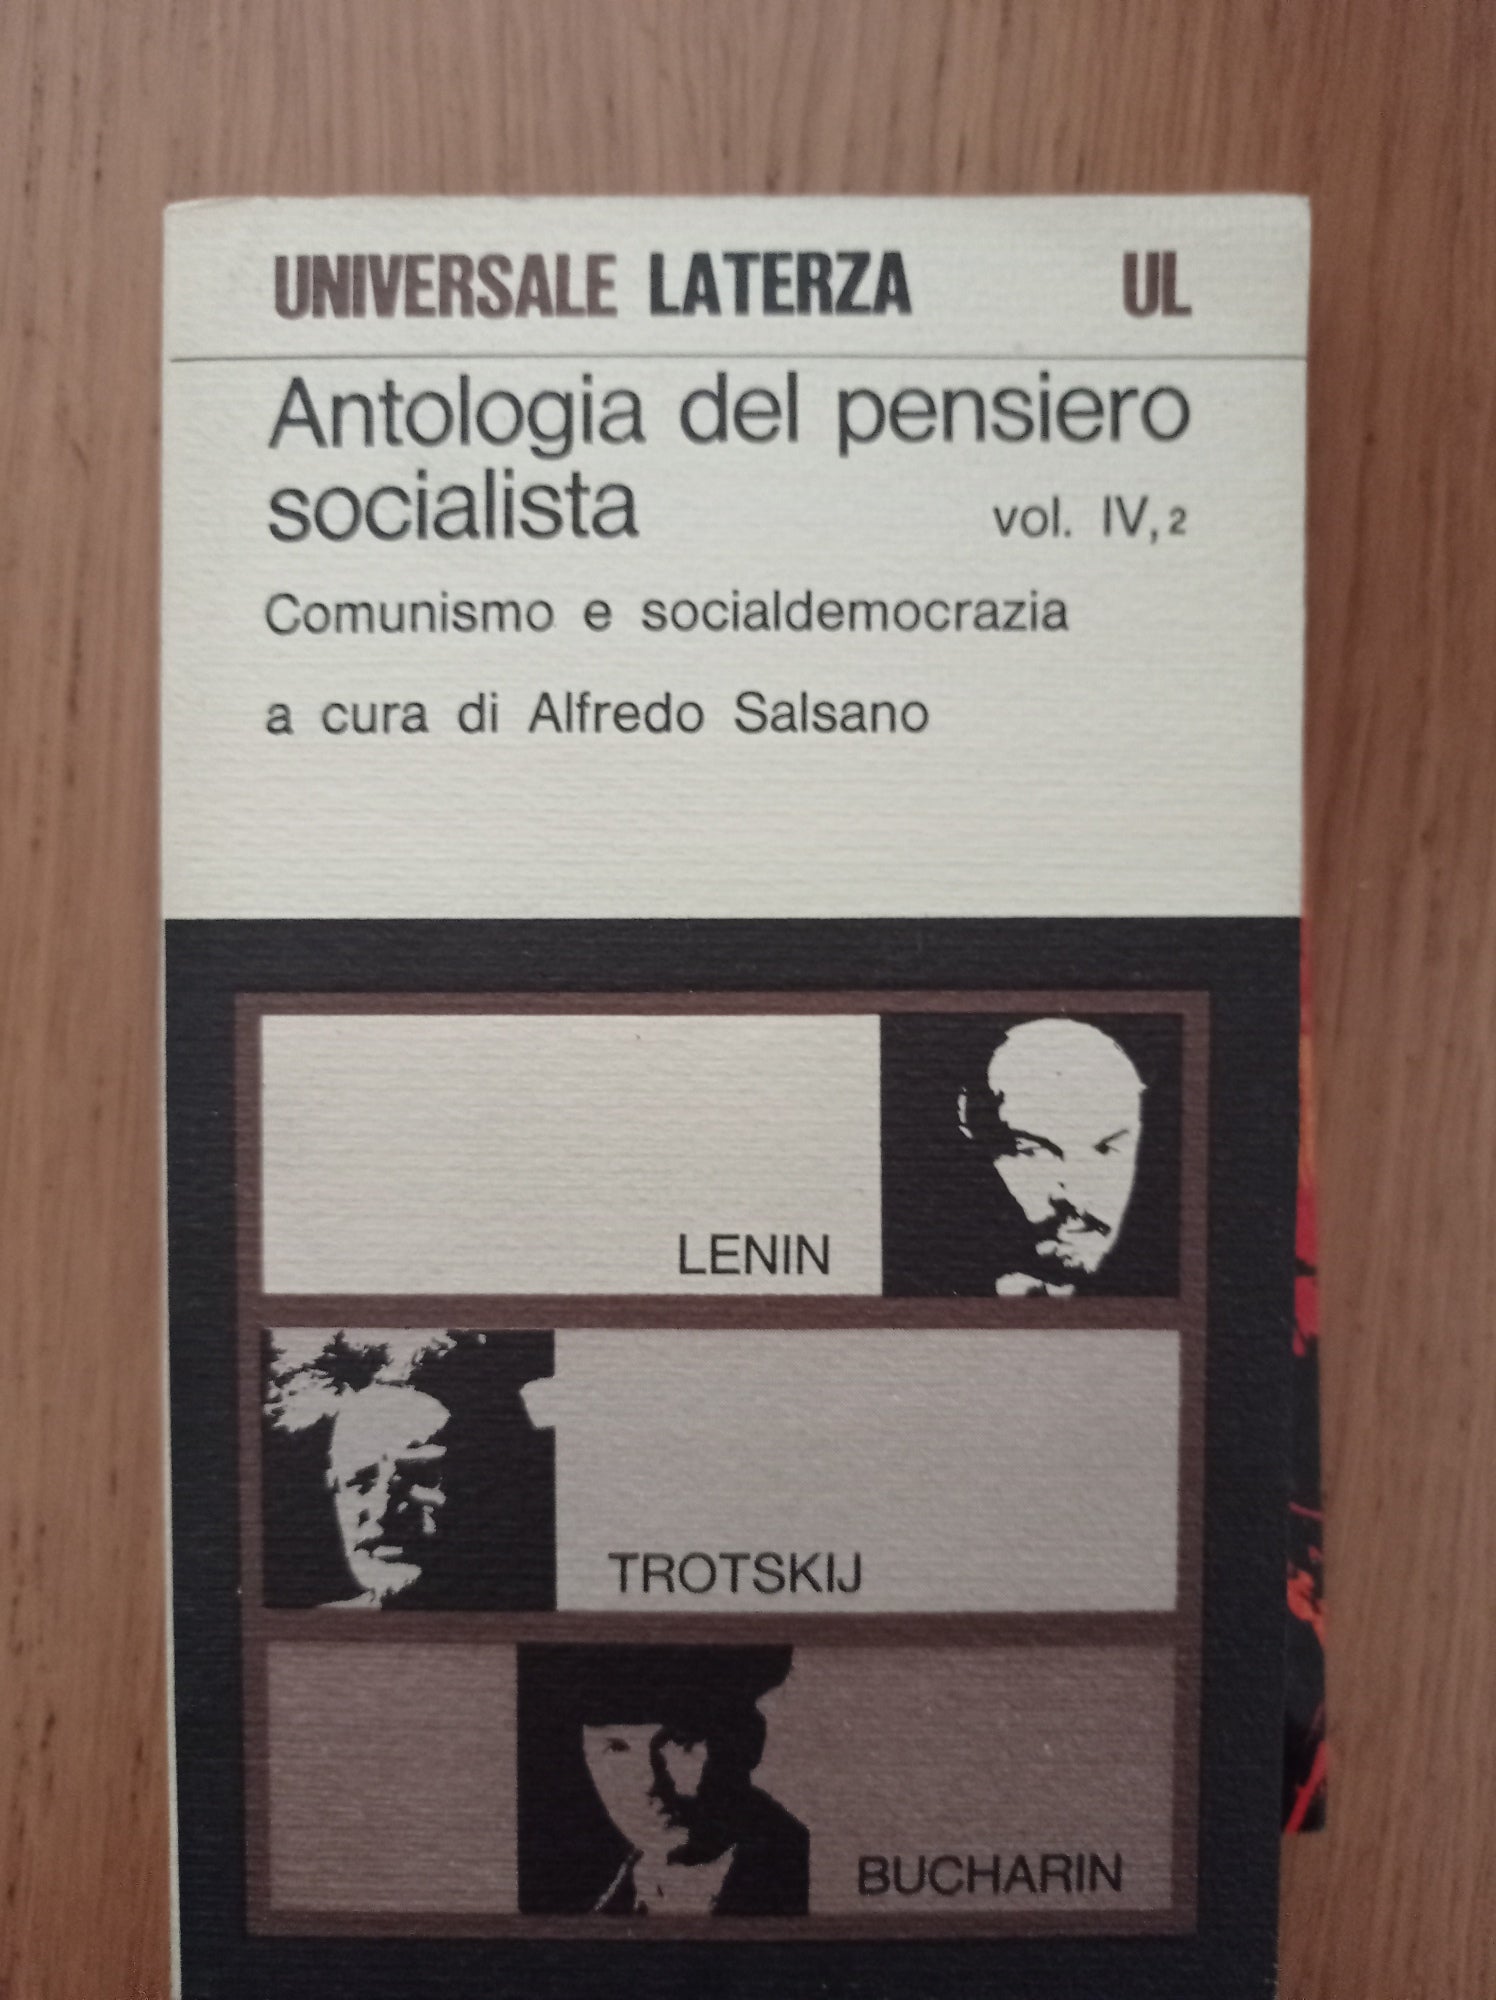 UNIVERSALE LATERZA UL
Antologia del pensiero
socialista vol. IV, 2
Comunismo e socialdemocrazia
a cura di Alfredo Salsano
LENIN
TROTSKIJ
BUCHARIN